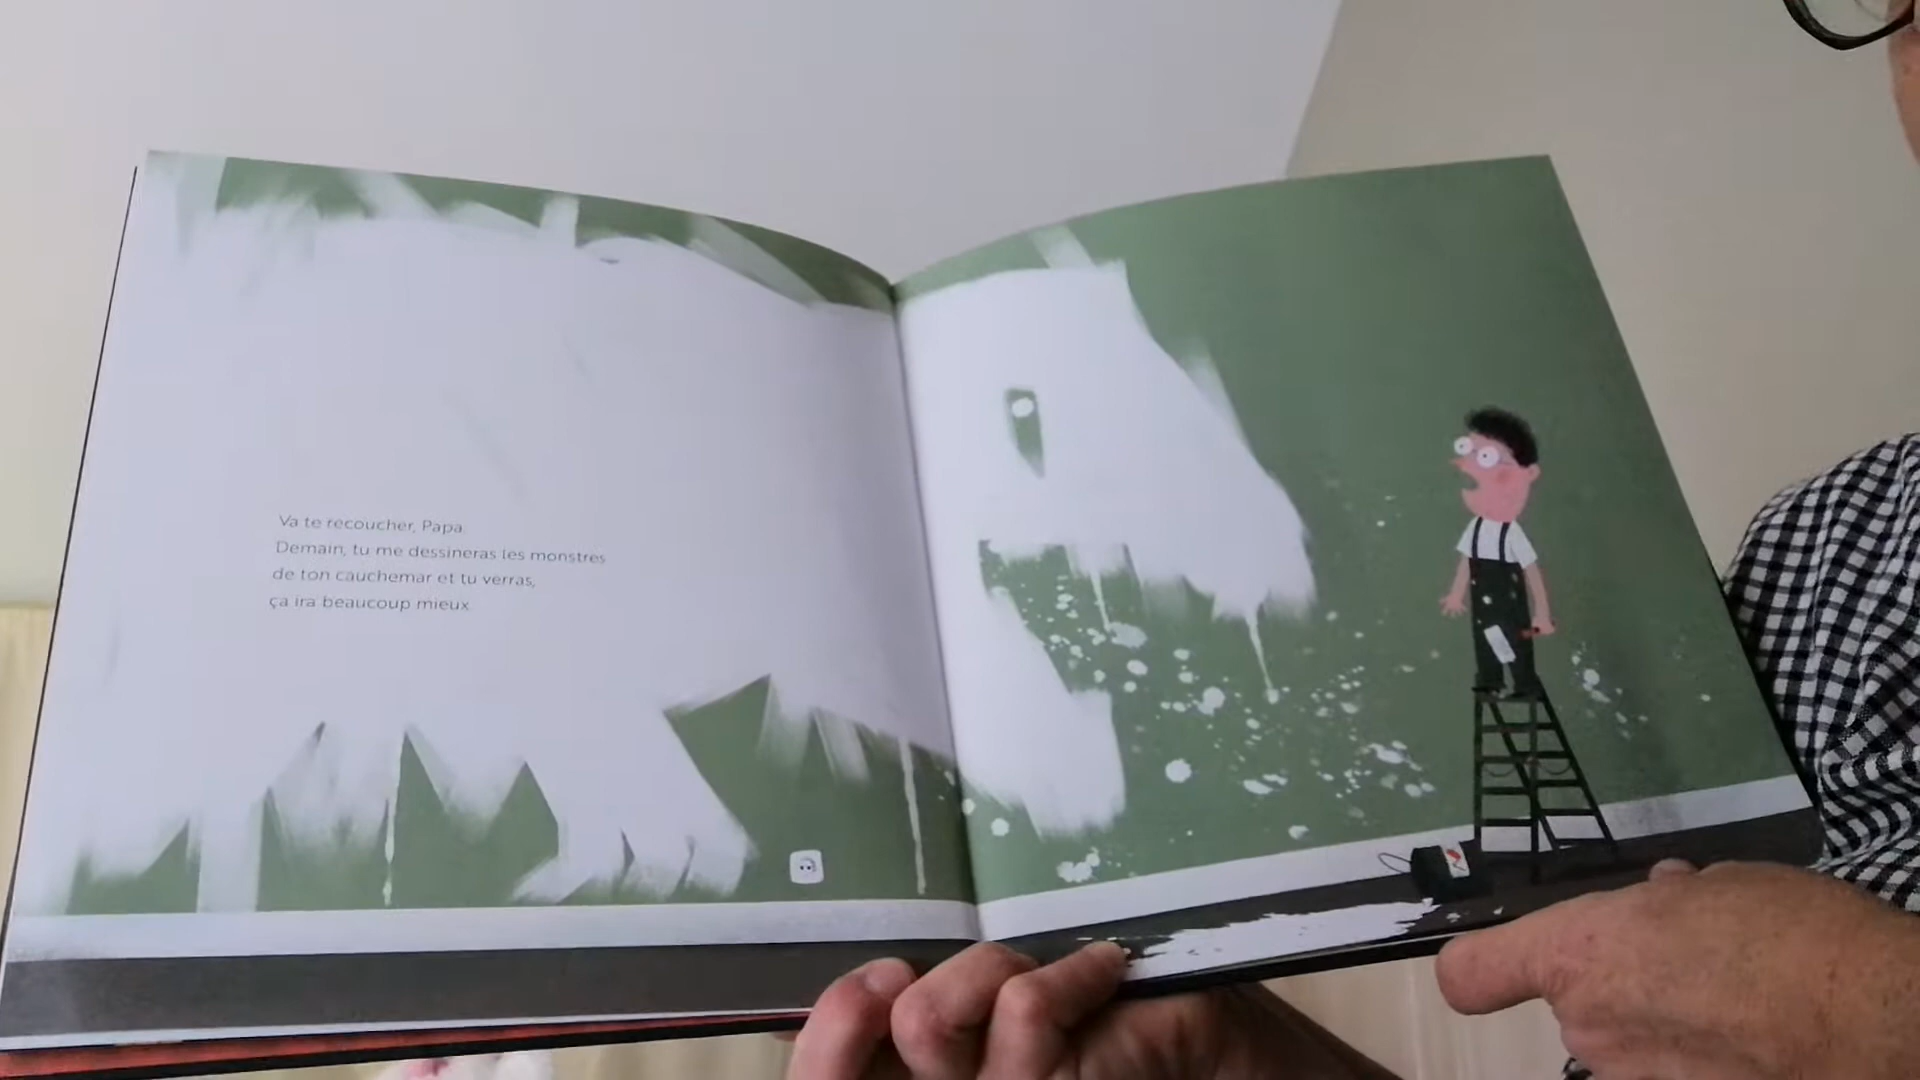 Va te recoucher, Papa.
Demain, tu me dessineras les monstres
de ton cauchemar et tu verras,
ça ira beaucoup mieux.